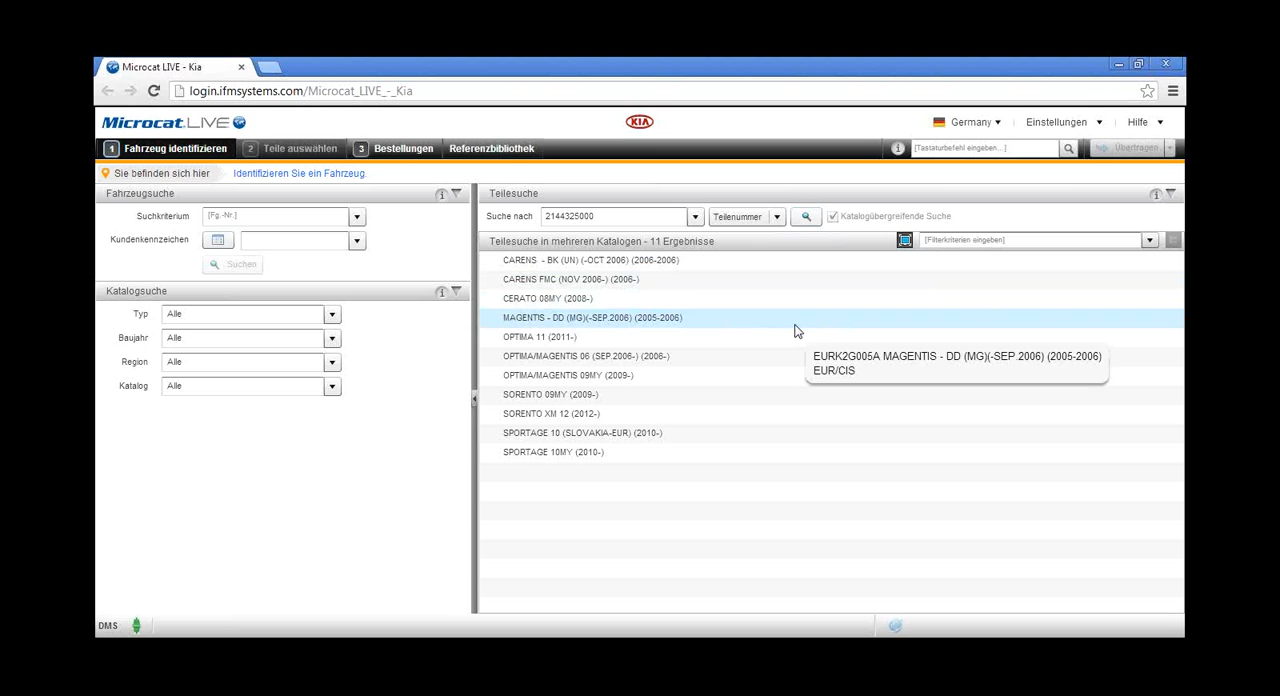 Microcat LIVE - Kia
login.ifmsystems.com/Microcat_LIVE_-_Kia
Microcat.LIVE
KIA
Germany
Einstellungen
Hilfe
1 Fahrzeug identifizieren
2 Teile auswählen
3 Bestellungen
Referenzbibliothek
[Tastaturbefehl eingeben...]
Übertragen
Sie befinden sich hier
Identifizieren Sie ein Fahrzeug.
Fahrzeugsuche
Suchkriterium [Fg.-Nr.]
Kundenkennzeichen
Suchen
Katalogsuche
Typ Alle
Baujahr Alle
Region Alle
Katalog Alle
Teilesuche
Suche nach 2144325000 Teilenummer Katalogübergreifende Suche
Teilesuche in mehreren Katalogen - 11 Ergebnisse [Filterkriterien eingeben]
CARENS - BK (UN) (-OCT 2006) (2006-2006)
CARENS FMC (NOV 2006-) (2006-)
CERATO 08MY (2008-)
MAGENTIS - DD (MG)(-SEP.2006) (2005-2006)
OPTIMA 11 (2011-)
OPTIMA/MAGENTIS 06 (SEP.2006-) (2006-)
OPTIMA/MAGENTIS 09MY (2009-)
SORENTO 09MY (2009-)
SORENTO XM 12 (2012-)
SPORTAGE 10 (SLOVAKIA-EUR) (2010-)
SPORTAGE 10MY (2010-)
EURK2G005A MAGENTIS - DD (MG)(-SEP.2006) (2005-2006)
EUR/CIS
DMS